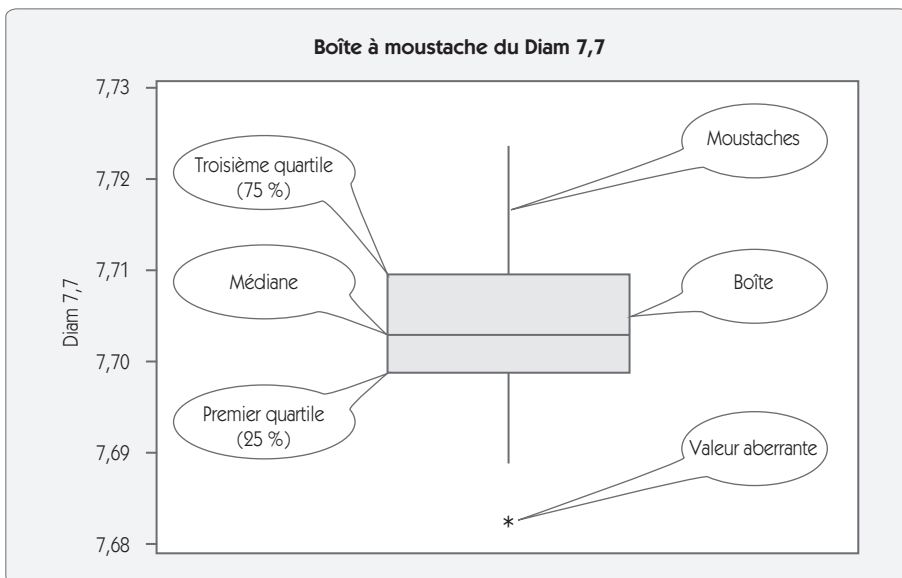 Boîte à moustache du Diam 7,7
7,73
7,72
7,71
7,70
7,69
7,68
Diam 7,7
Troisième quartile
(75 %)
Médiane
Premier quartile
(25 %)
Moustaches
Boîte
Valeur aberrante
*